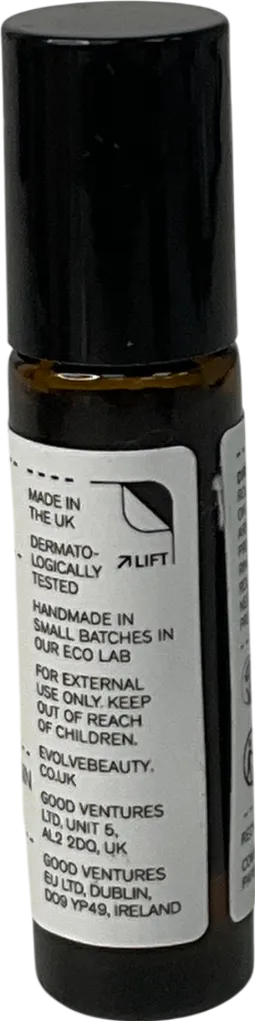 MADE IN
THE UK
DERMATO-
LOGICALLY
TESTED
LIFT
HANDMADE IN
SMALL BATCHES IN
OUR ECO LAB
FOR EXTERNAL
USE ONLY. KEEP
OUT OF REACH
OF CHILDREN.
EVOLVEBEAUTY.
CO.UK
GOOD VENTURES
LTD, UNIT 5,
AL2 2DQ, UK
GOOD VENTURES
EU LTD, DUBLIN,
D09 YP49, IRELAND